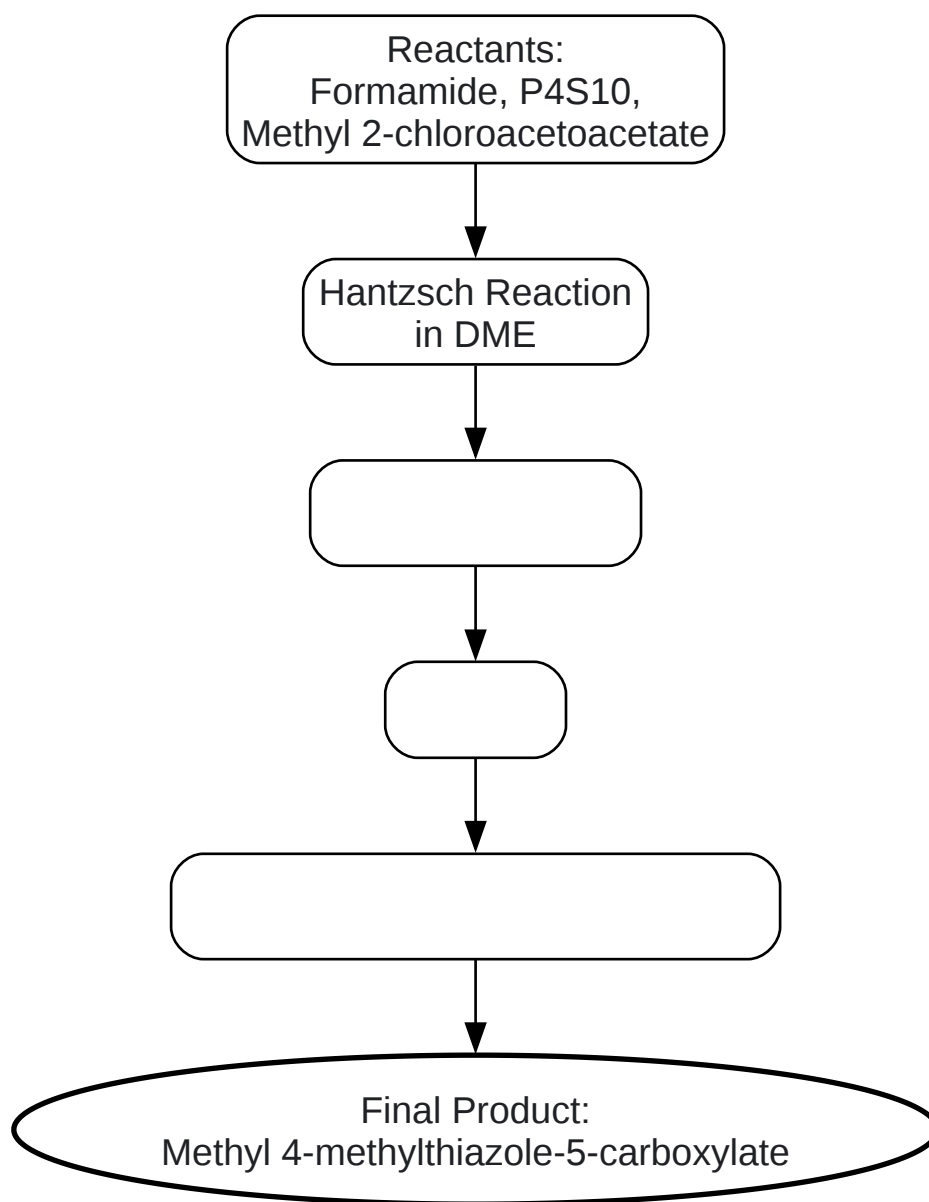 Reactants:
Formamide, P4S10,
Methyl 2-chloroacetoacetate
Hantzsch Reaction
in DME
Final Product:
Methyl 4-methylthiazole-5-carboxylate